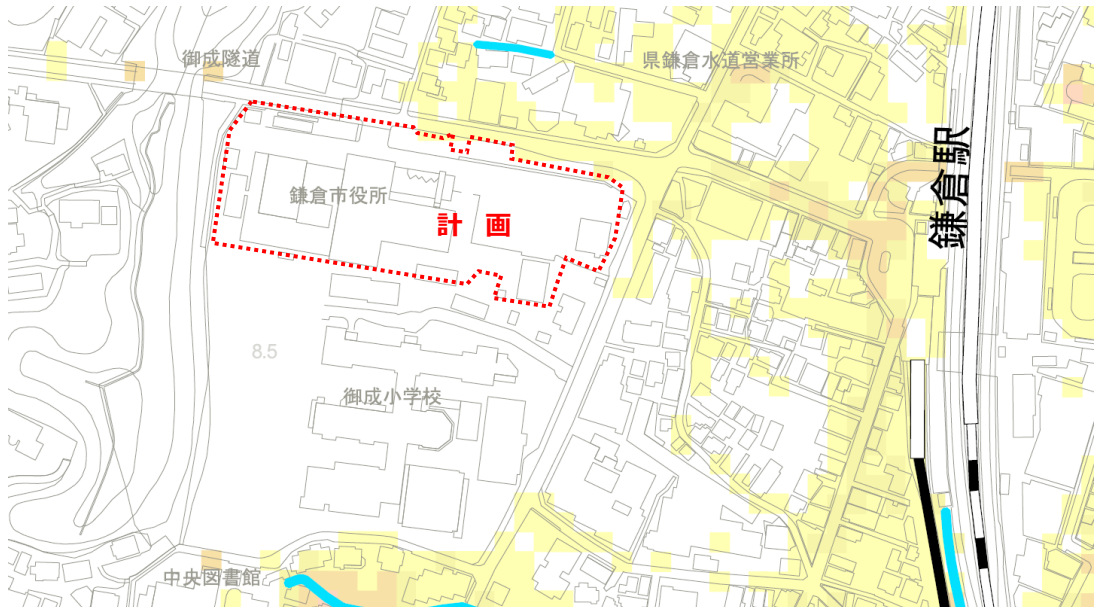 御成隧道
県鎌倉水道営業所
鎌倉駅
鎌倉市役所
計 画
8.5
御成小学校
中央図書館